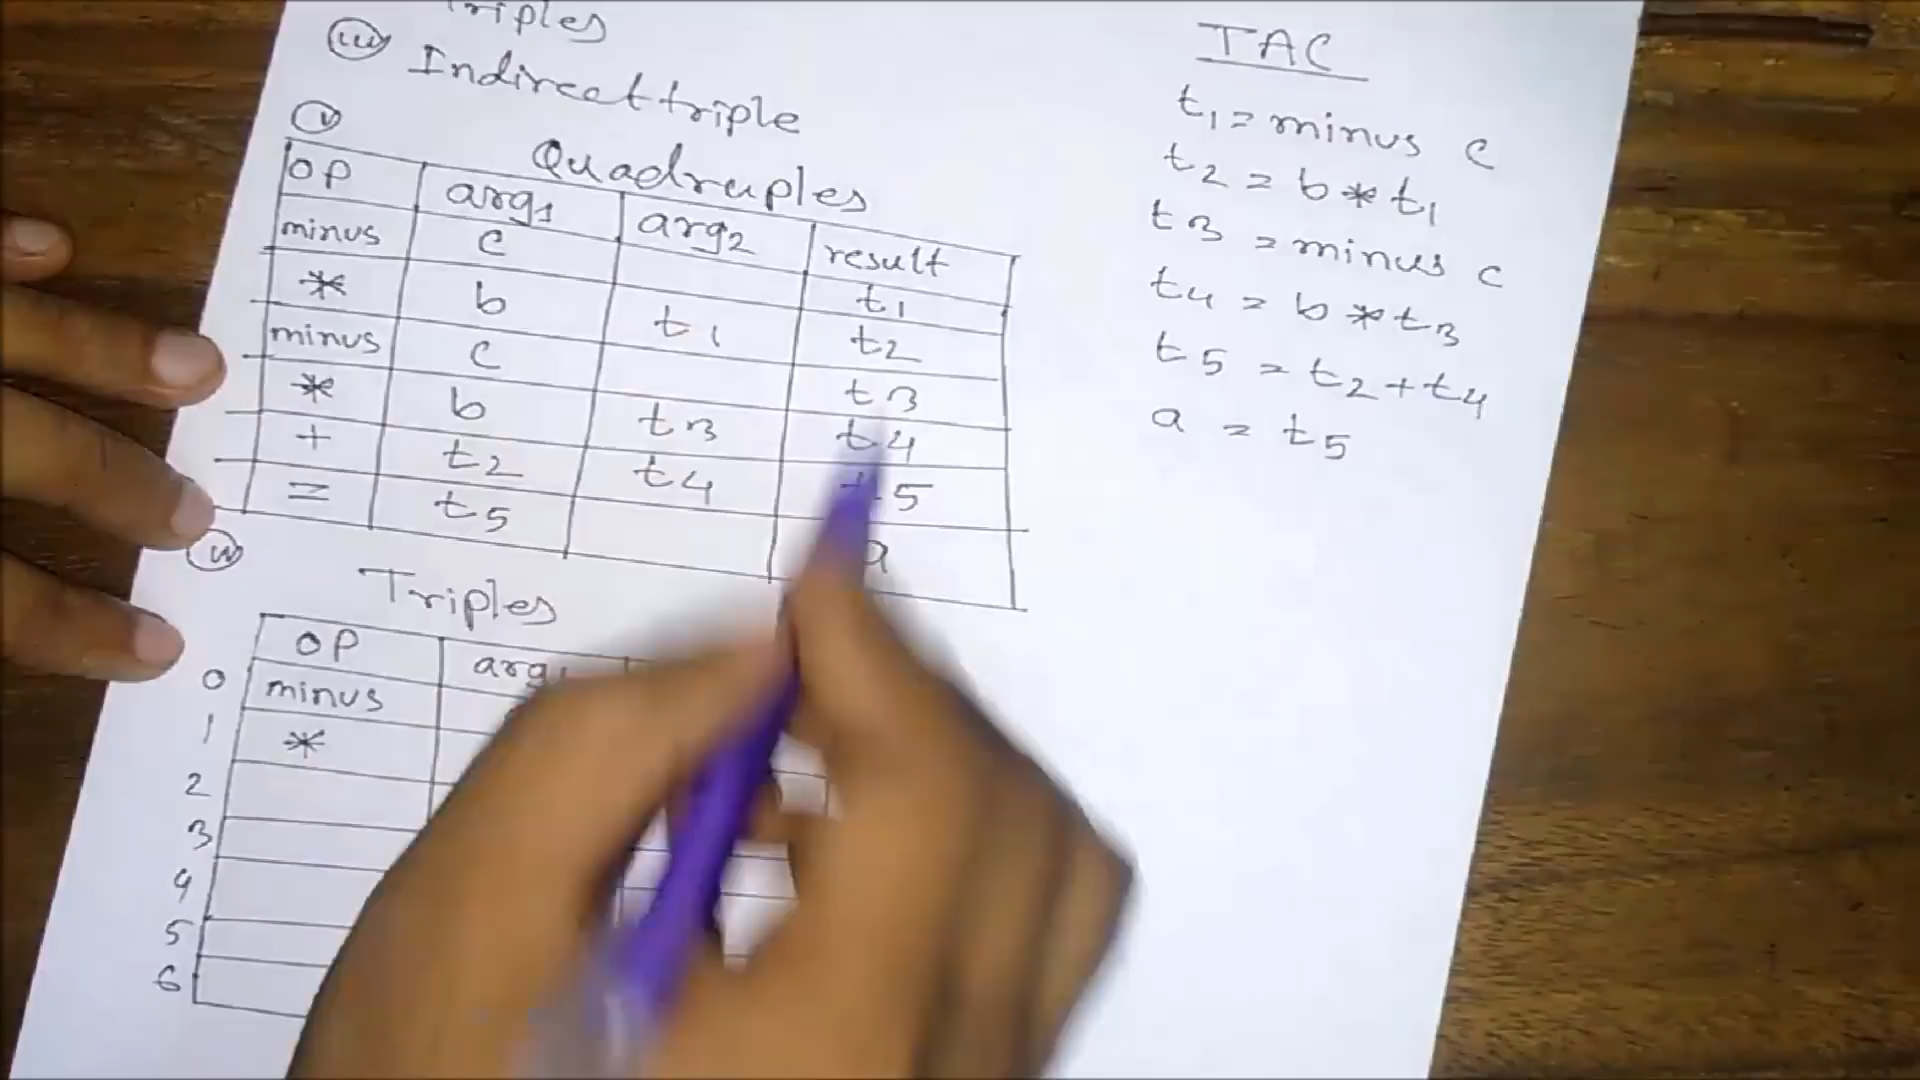 Triples
iii Indirect triple
i
Quadruples
OP arg1 arg2 result
minus c t1
* b t1 t2
minus c t3
* b t3 t4
+ t2 t4 t5
= t5 a
ii
Triples
OP arg1
0 minus
1 *
2
3
4
5
6
TAC
t1 = minus c
t2 = b * t1
t3 = minus c
t4 = b * t3
t5 = t2 + t4
a = t5